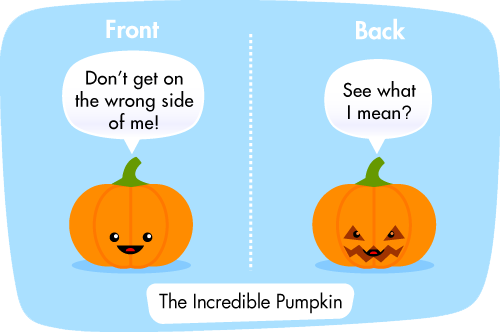 Front
Don't get on
the wrong side
of me!
Back
See what
I mean?
The Incredible Pumpkin